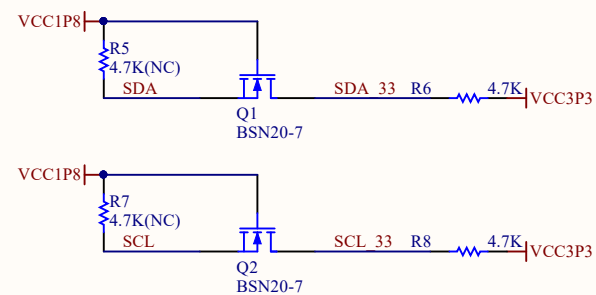 VCC1P8
R5
4.7K(NC)
SDA
SDA_33 R6 4.7K
VCC3P3
Q1
BSN20-7
VCC1P8
R7
4.7K(NC)
SCL
SCL_33 R8 4.7K
VCC3P3
Q2
BSN20-7